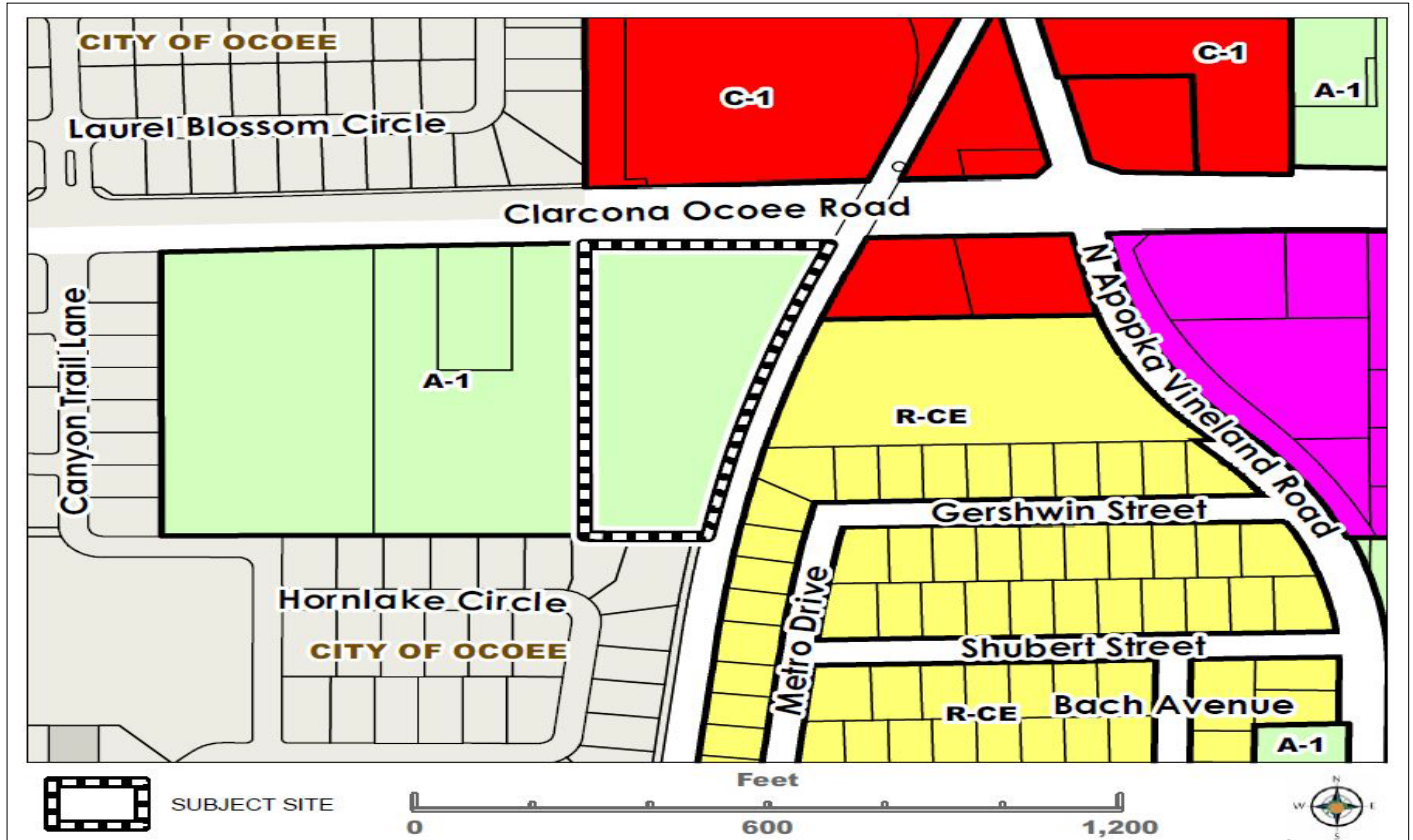 CITY OF OCOEE
C-1
C-1
A-1
Laurel Blossom Circle
Clarcona Ocoee Road
N Apopka Vineland Road
Canyon Trail Lane
A-1
R-CE
Gershwin Street
Metro Drive
Hornlake Circle
CITY OF OCOEE
Shubert Street
R-CE
Bach Avenue
A-1
SUBJECT SITE
Feet
0
600
1,200
N
W
E
S